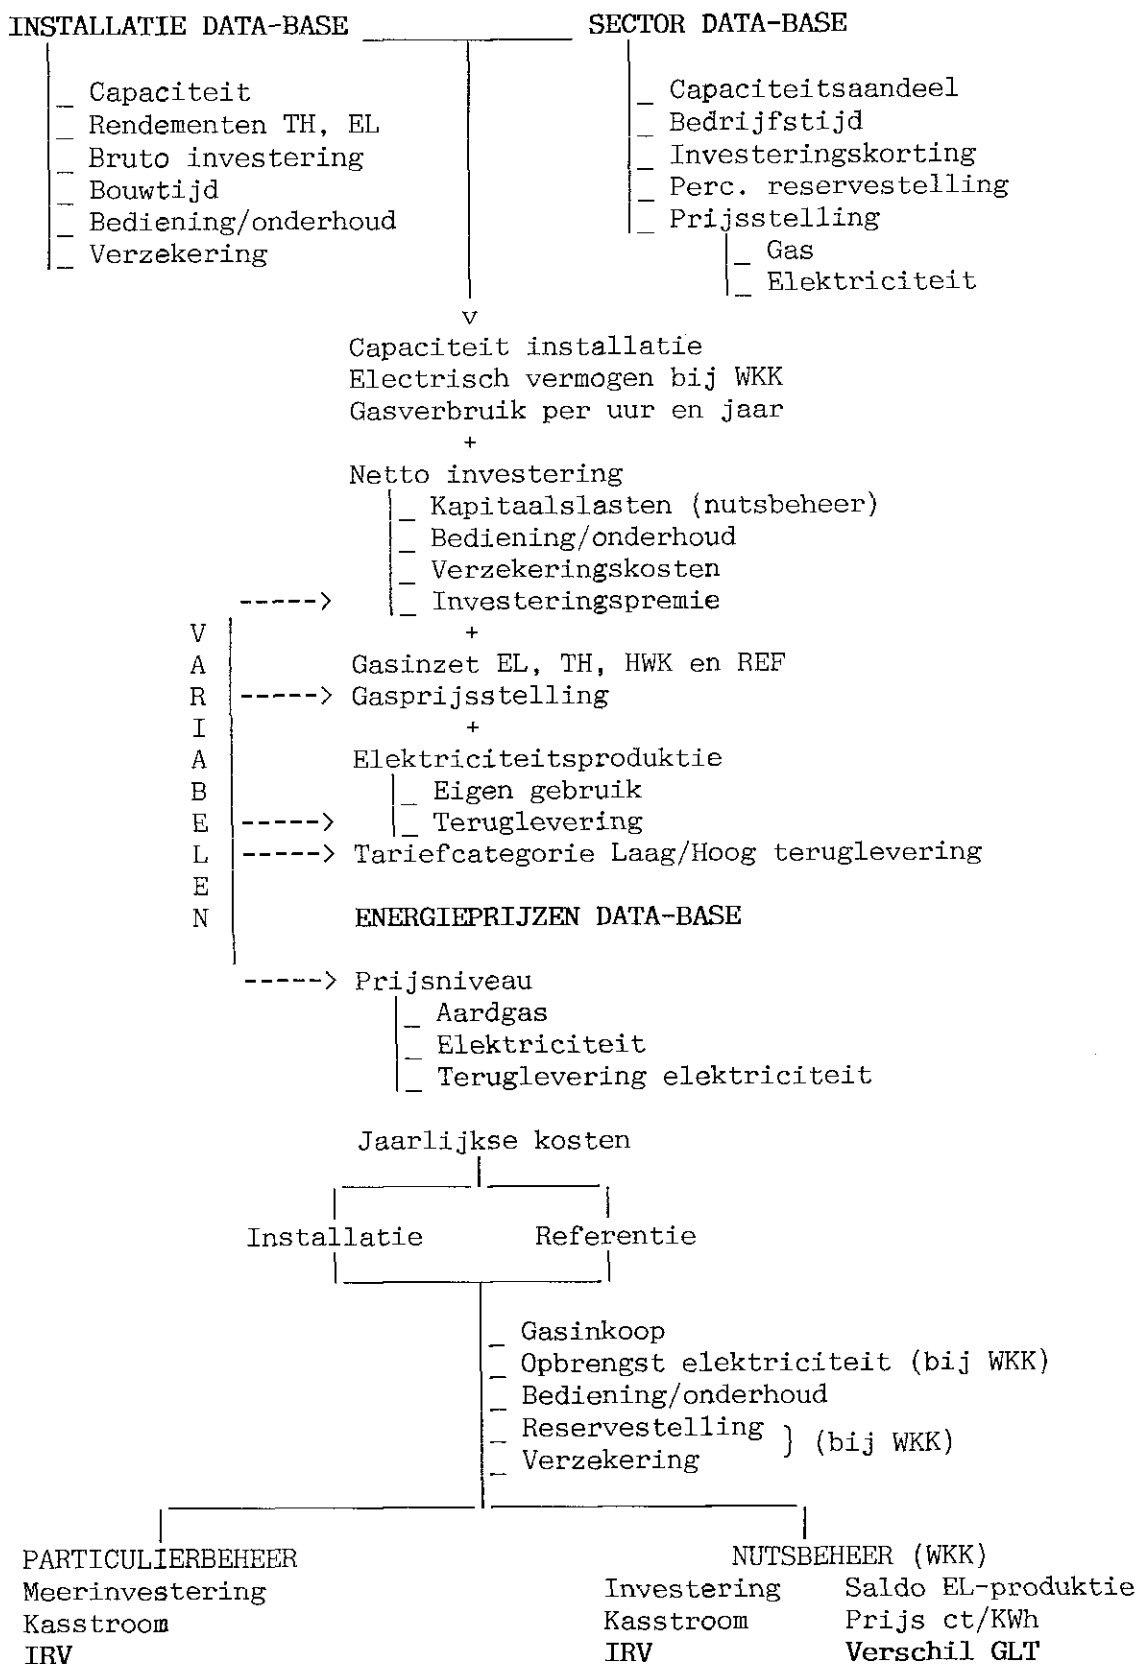 INSTALLATIE DATA-BASE SECTOR DATA-BASE
_ Capaciteit
_ Rendementen TH, EL
_ Bruto investering
_ Bouwtijd
_ Bediening/onderhoud
_ Verzekering
_ Capaciteitsaandeel
_ Bedrijfstijd
_ Investeringskorting
_ Perc. reservestelling
_ Prijsstelling
_ Gas
_ Elektriciteit
v
Capaciteit installatie
Electrisch vermogen bij WKK
Gasverbruik per uur en jaar
+
Netto investering
_ Kapitaalslasten (nutsbeheer)
_ Bediening/onderhoud
_ Verzekeringskosten
-----> _ Investeringspremie
+
VARIABELEN
Gasinzet EL, TH, HWK en REF
-----> Gasprijsstelling
+
Elektriciteitsproduktie
_ Eigen gebruik
-----> _ Teruglevering
-----> Tariefcategorie Laag/Hoog teruglevering
ENERGIEPRIJZEN DATA-BASE
-----> Prijsniveau
_ Aardgas
_ Elektriciteit
_ Teruglevering elektriciteit
Jaarlijkse kosten
Installatie Referentie
_ Gasinkoop
_ Opbrengst elektriciteit (bij WKK)
_ Bediening/onderhoud
_ Reservestelling
_ Verzekering
} (bij WKK)
PARTICULIERBEHEER
Meerinvestering
Kasstroom
IRV
NUTSBEHEER (WKK)
Investering Saldo EL-produktie
Kasstroom Prijs ct/KWh
IRV Verschil GLT